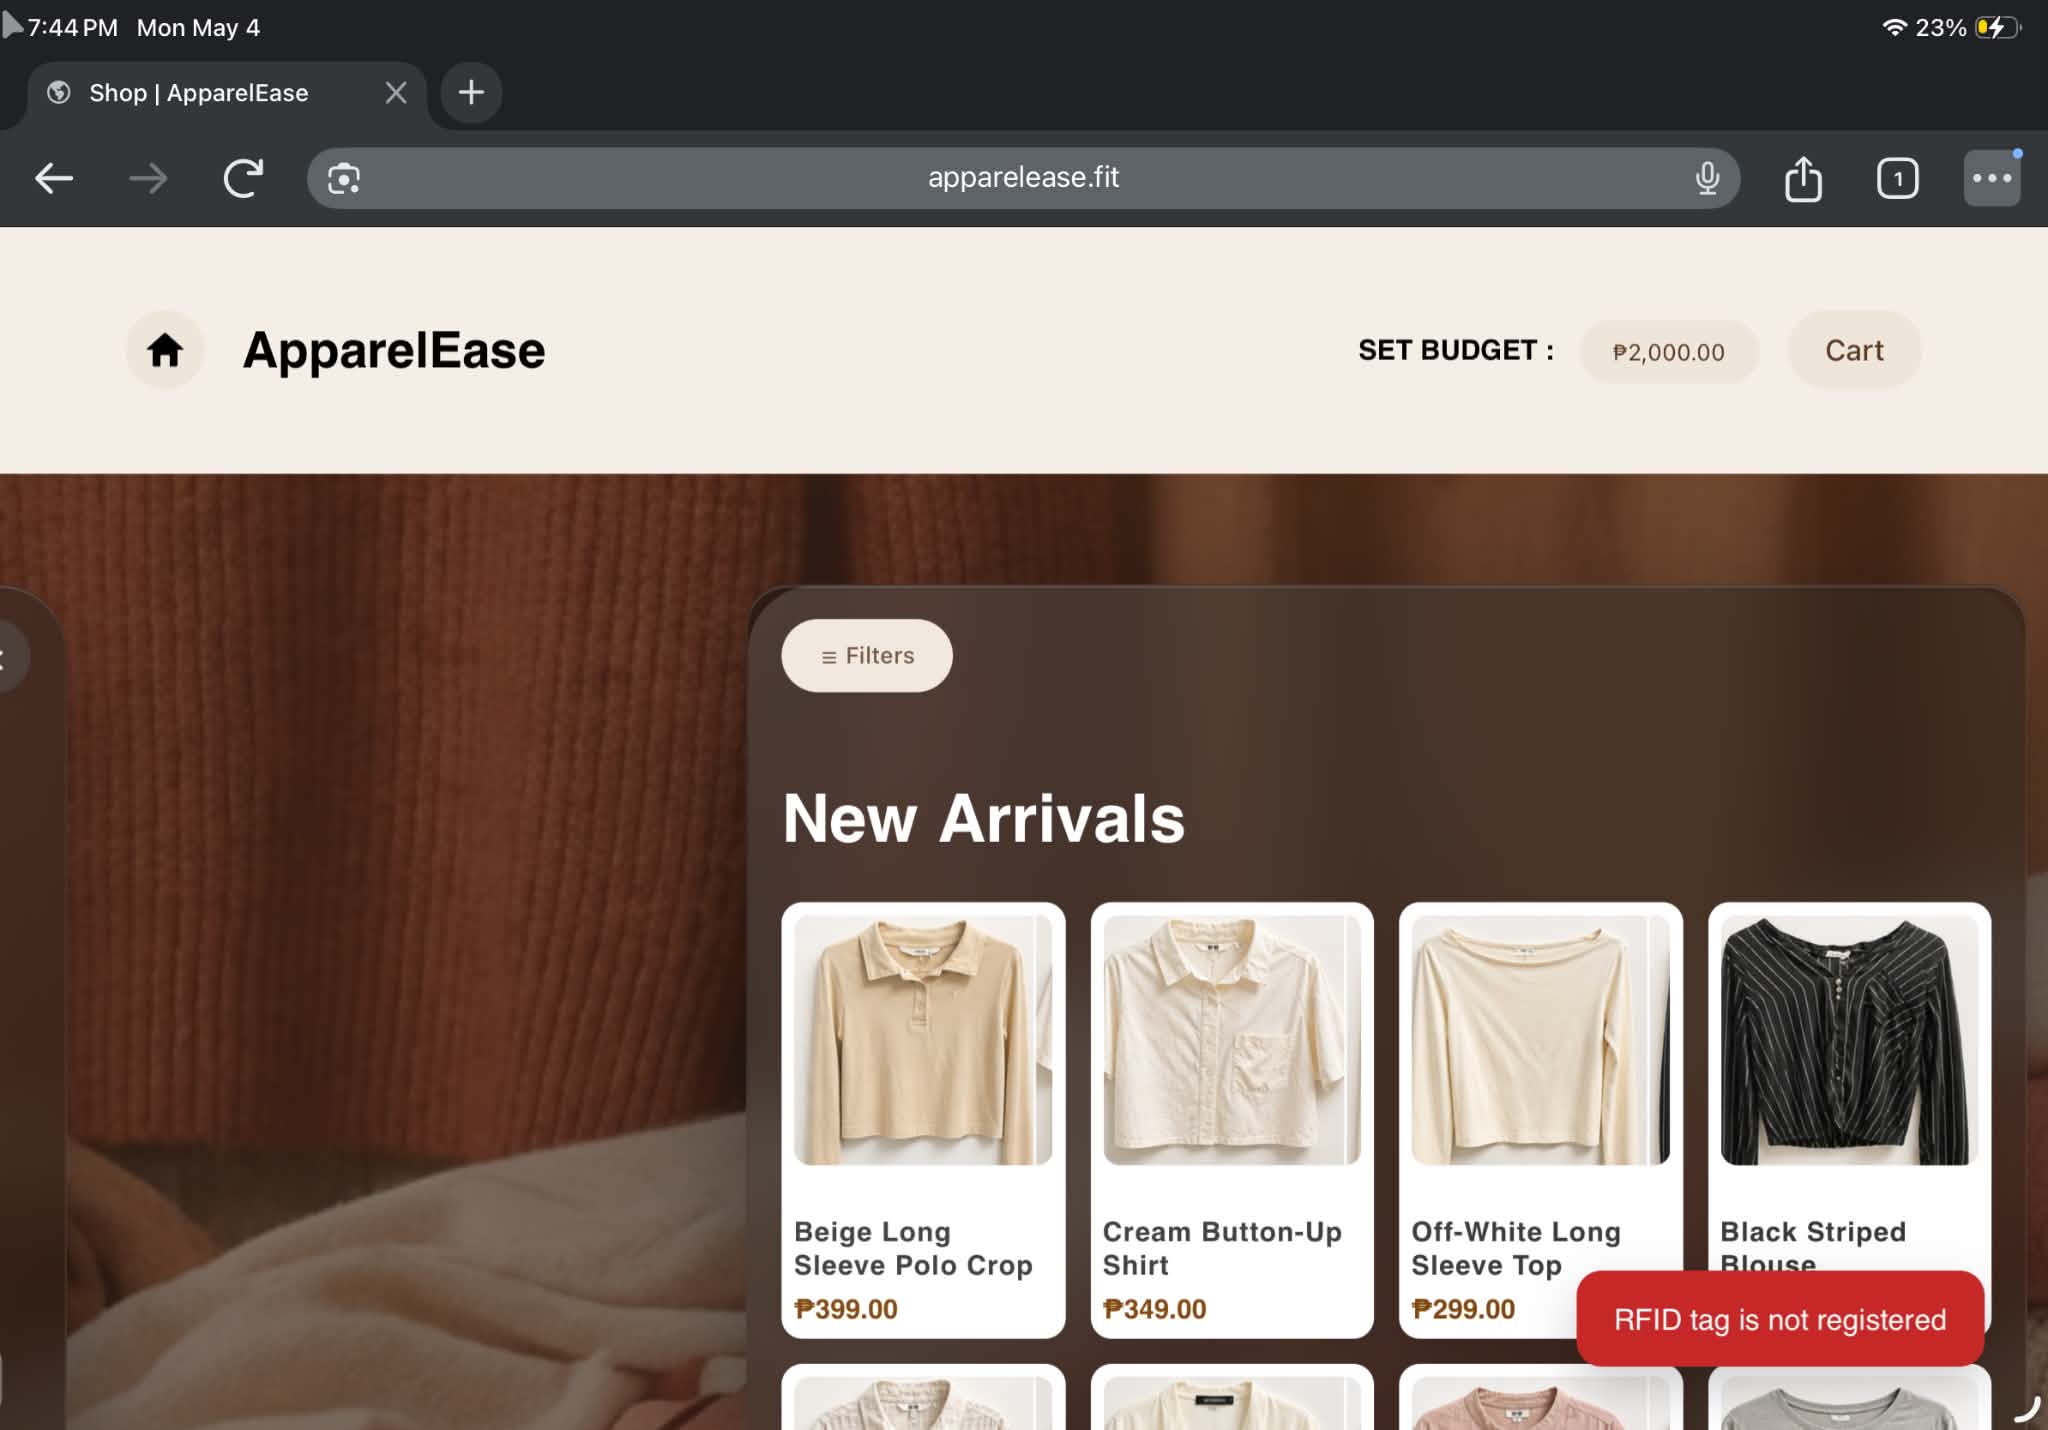 7:44 PM Mon May 4
23%
Shop | ApparelEase
apparelease.fit
1
ApparelEase
SET BUDGET :
₱2,000.00
Cart
≡ Filters
New Arrivals
Beige Long
Sleeve Polo Crop
₱399.00
Cream Button-Up
Shirt
₱349.00
Off-White Long
Sleeve Top
₱299.00
Black Striped
Blouse
RFID tag is not registered